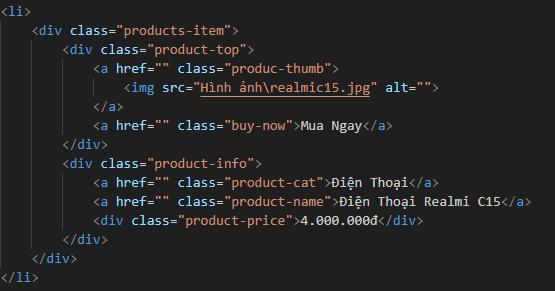 <li>
<div class="products-item">
<div class="product-top">
<a href="" class="produc-thumb">
<img src="Hình ảnh\realmic15.jpg" alt="">
</a>
<a href="" class="buy-now">Mua Ngay</a>
</div>
<div class="product-info">
<a href="" class="product-cat">Điện Thoại</a>
<a href="" class="product-name">Điện Thoại Realmi C15</a>
<div class="product-price">4.000.000đ</div>
</div>
</div>
</li>